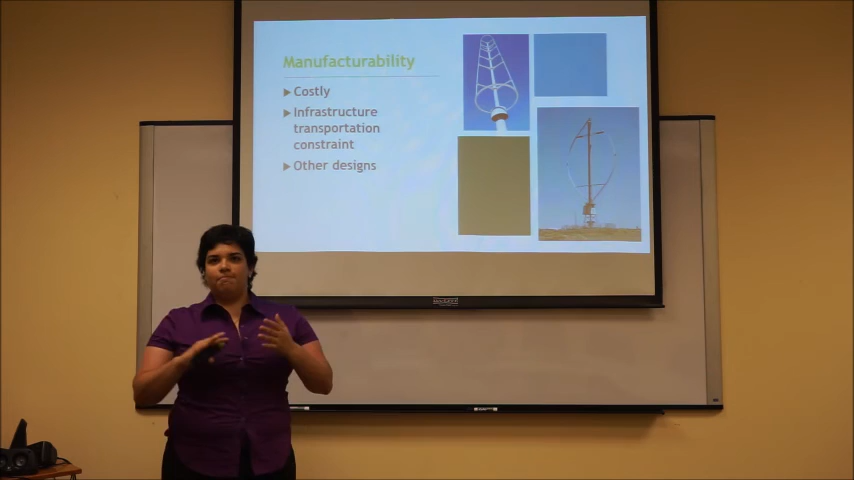 Manufacturability
Costly
Infrastructure
transportation
constraint
Other designs